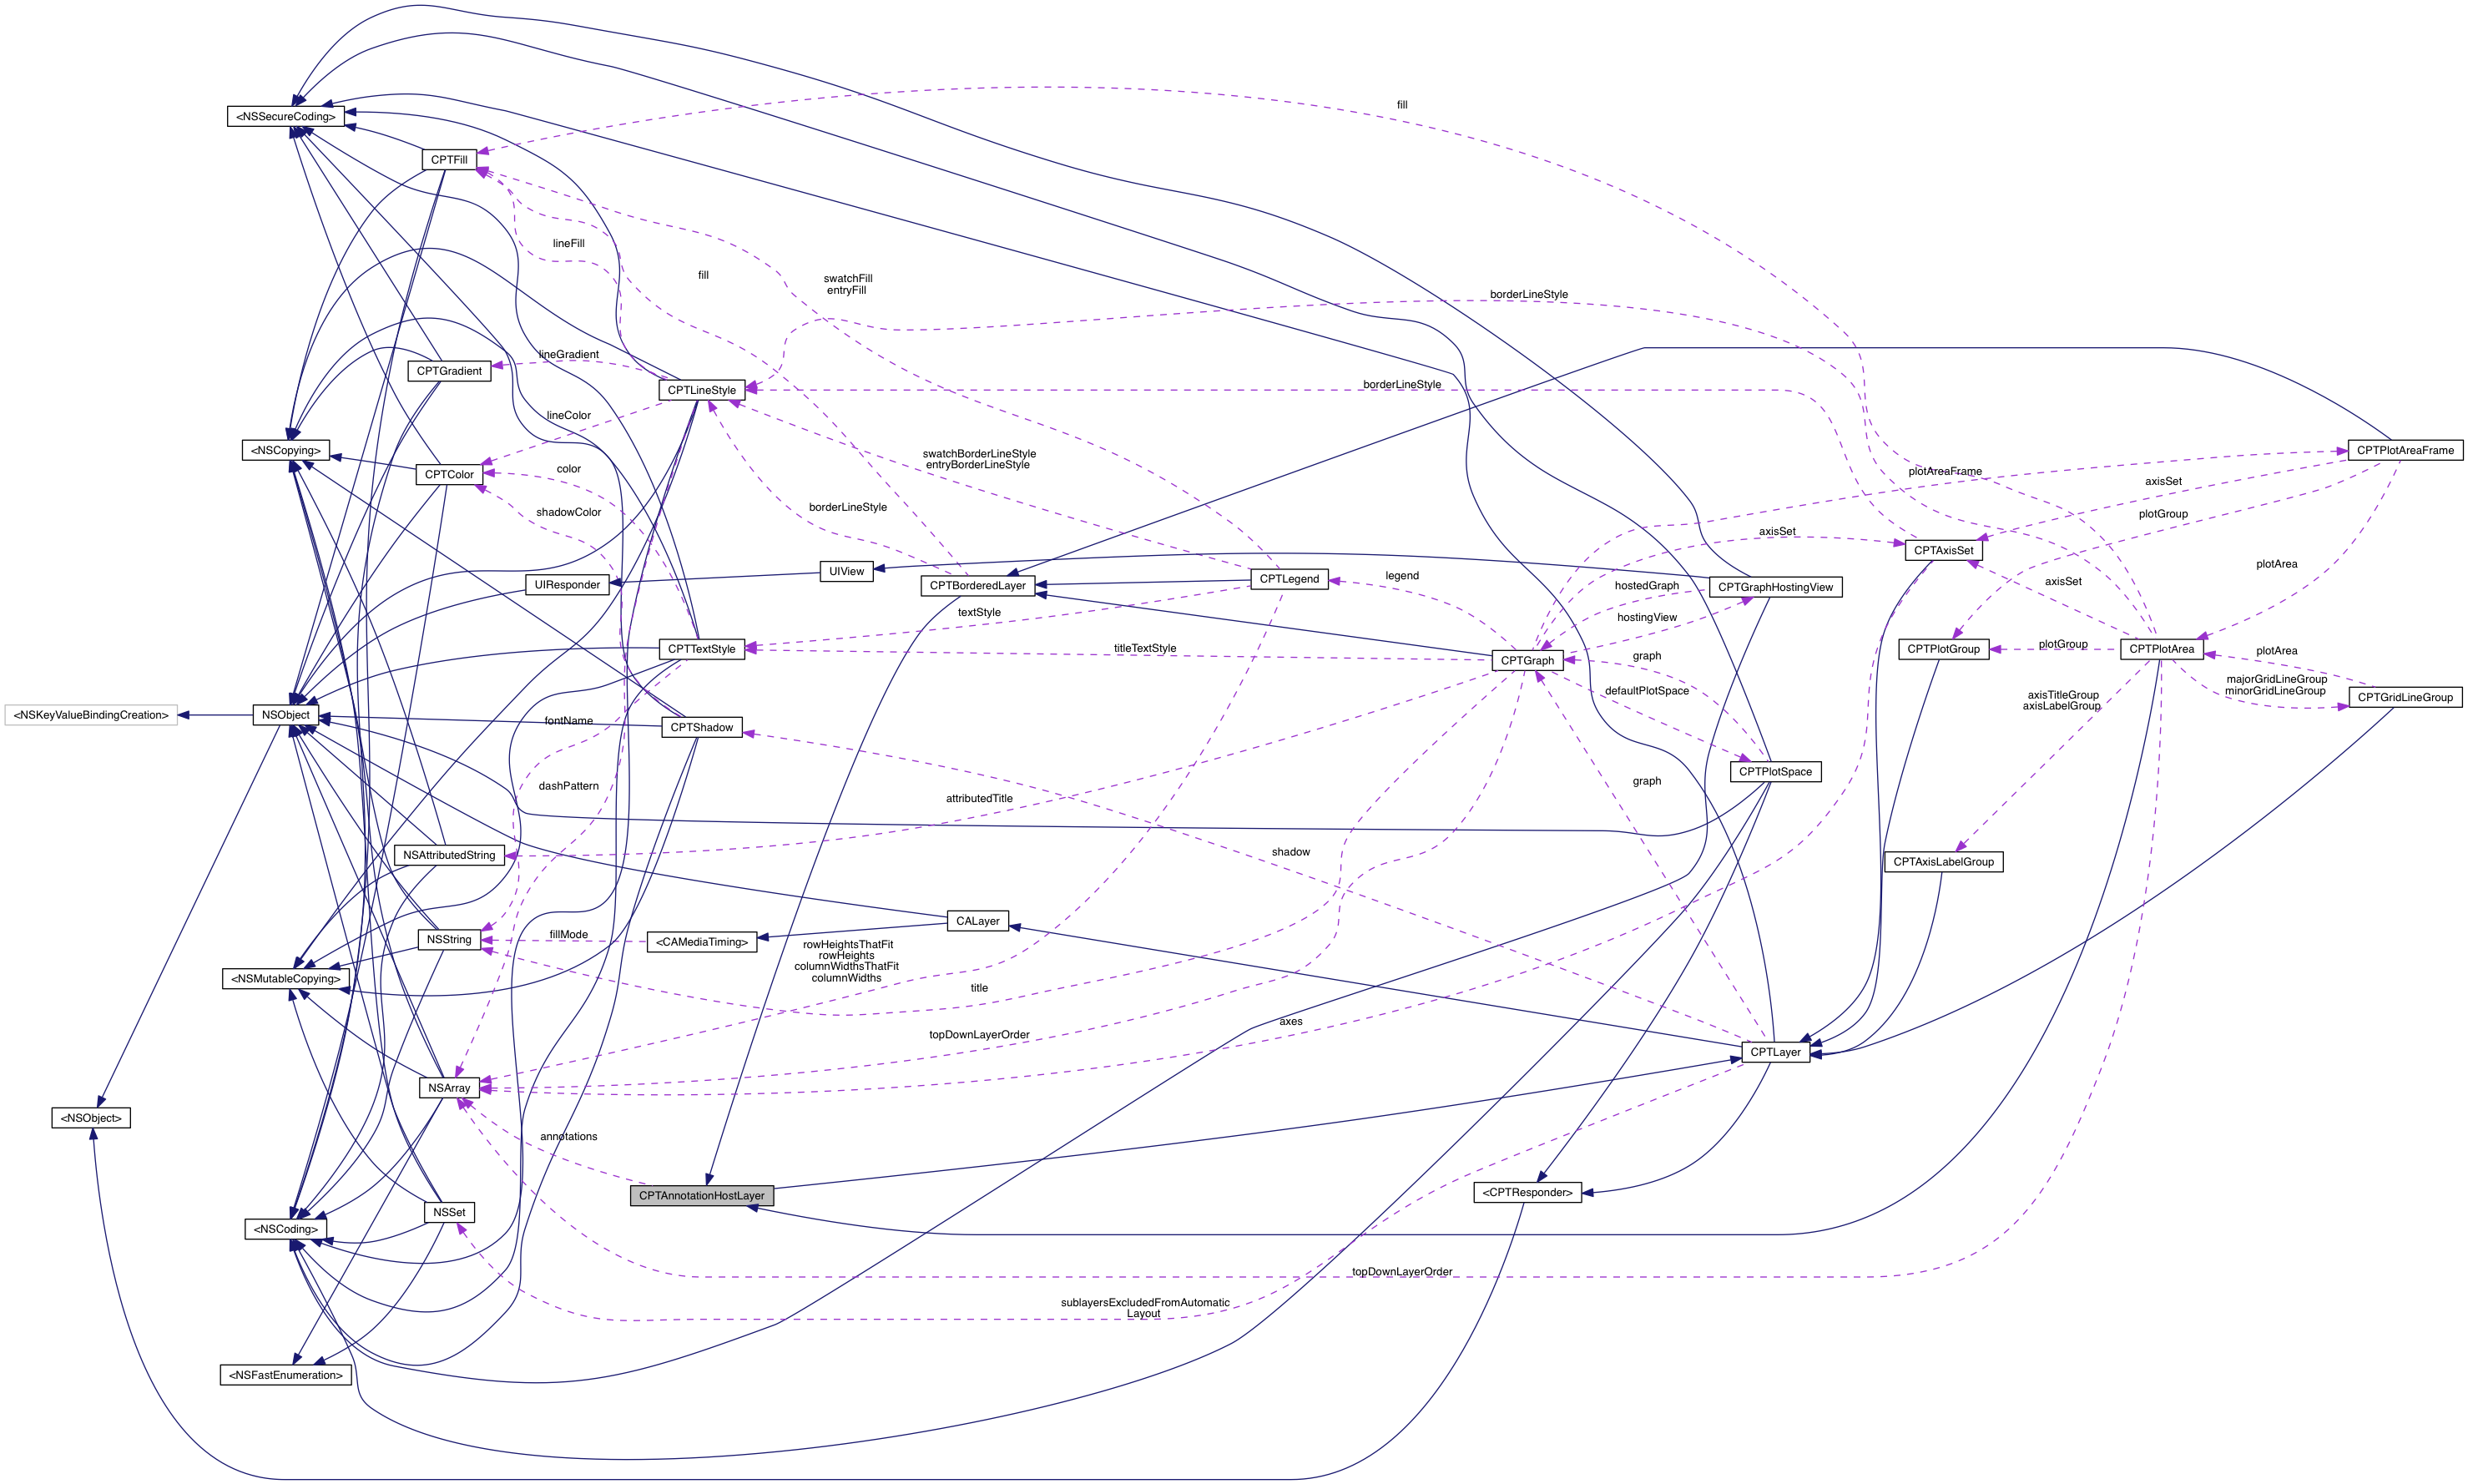 fill
<NSSecureCoding>
CPTFill
lineFill
fill
swatchFill
entryFill
borderLineStyle
lineGradient
CPTGradient
CPTLineStyle
borderLineStyle
lineColor
<NSCopying>
CPTColor
color
swatchBorderLineStyle
entryBorderLineStyle
plotAreaFrame
CPTPlotAreaFrame
axisSet
shadowColor
borderLineStyle
plotGroup
axisSet
CPTAxisSet
UIResponder
UIView
CPTBorderedLayer
CPTLegend
legend
hostedGraph
CPTGraphHostingView
axisSet
plotArea
textStyle
hostingView
CPTTextStyle
titleTextStyle
CPTGraph
graph
CPTPlotGroup
plotGroup
CPTPlotArea
plotArea
majorGridLineGroup
minorGridLineGroup
CPTGridLineGroup
defaultPlotSpace
axisTitleGroup
axisLabelGroup
<NSKeyValueBindingCreation>
NSObject
fontName
CPTShadow
CPTPlotSpace
graph
dashPattern
attributedTitle
NSAttributedString
shadow
CPTAxisLabelGroup
CALayer
NSString
fillMode
<CAMediaTiming>
rowHeightsThatFit
rowHeights
columnWidthsThatFit
columnWidths
<NSMutableCopying>
title
axes
topDownLayerOrder
CPTLayer
NSArray
<NSObject>
annotations
CPTAnnotationHostLayer
<CPTResponder>
NSSet
<NSCoding>
topDownLayerOrder
sublayersExcludedFromAutomatic
Layout
<NSFastEnumeration>